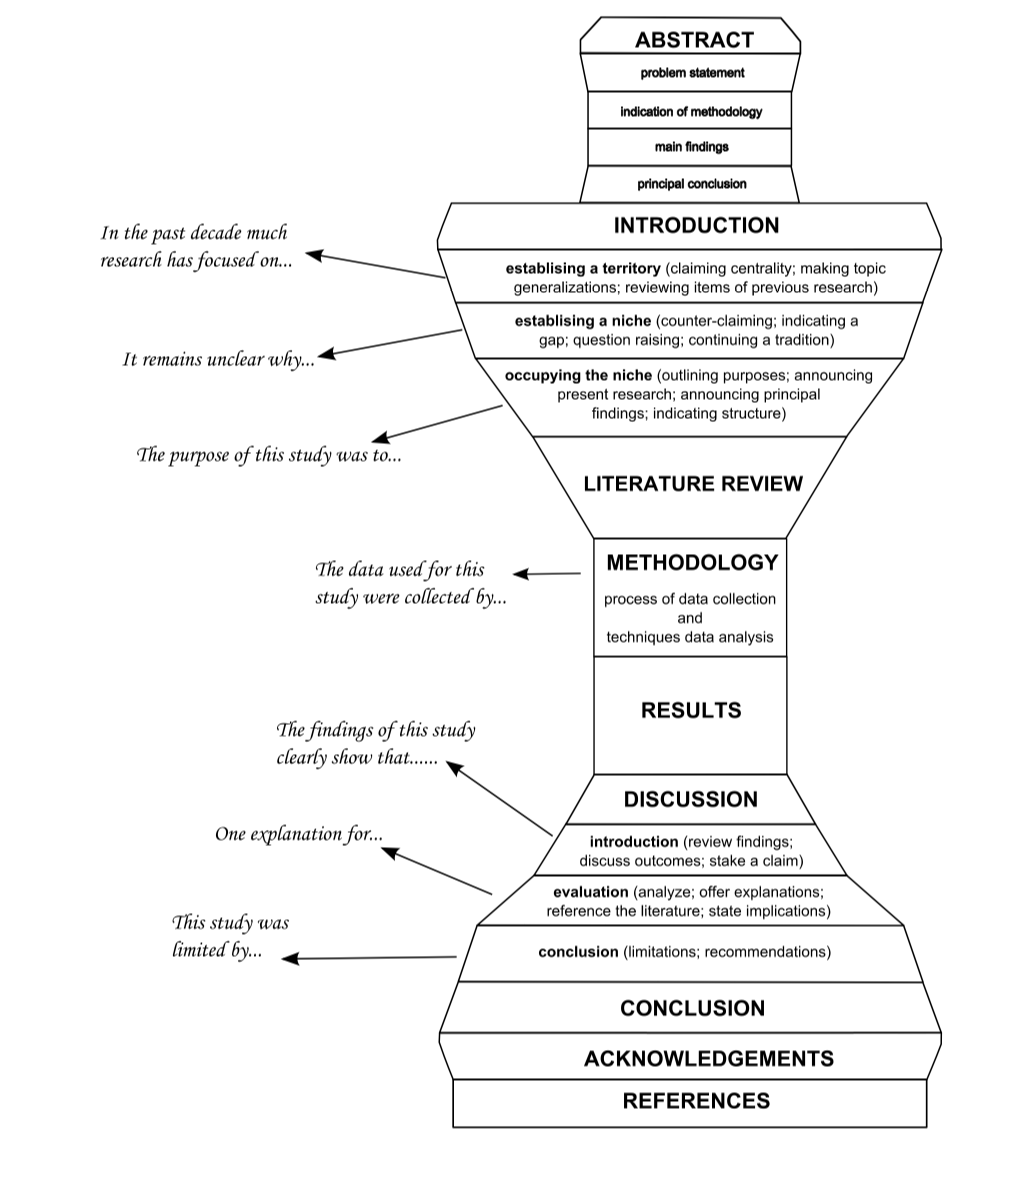 ABSTRACT
problem statement
indication of methodology
main findings
principal conclusion
INTRODUCTION
In the past decade much
research has focused on...
establising a territory (claiming centrality; making topic
generalizations; reviewing items of previous research)
establising a niche (counter-claiming; indicating a
gap; question raising; continuing a tradition)
It remains unclear why...
occupying the niche (outlining purposes; announcing
present research; announcing principal
findings; indicating structure)
The purpose of this study was to...
LITERATURE REVIEW
METHODOLOGY
The data used for this
study were collected by...
process of data collection
and
techniques data analysis
RESULTS
The findings of this study
clearly show that......
DISCUSSION
introduction (review findings;
discuss outcomes; stake a claim)
One explanation for...
evaluation (analyze; offer explanations;
reference the literature; state implications)
This study was
limited by...
conclusion (limitations; recommendations)
CONCLUSION
ACKNOWLEDGEMENTS
REFERENCES